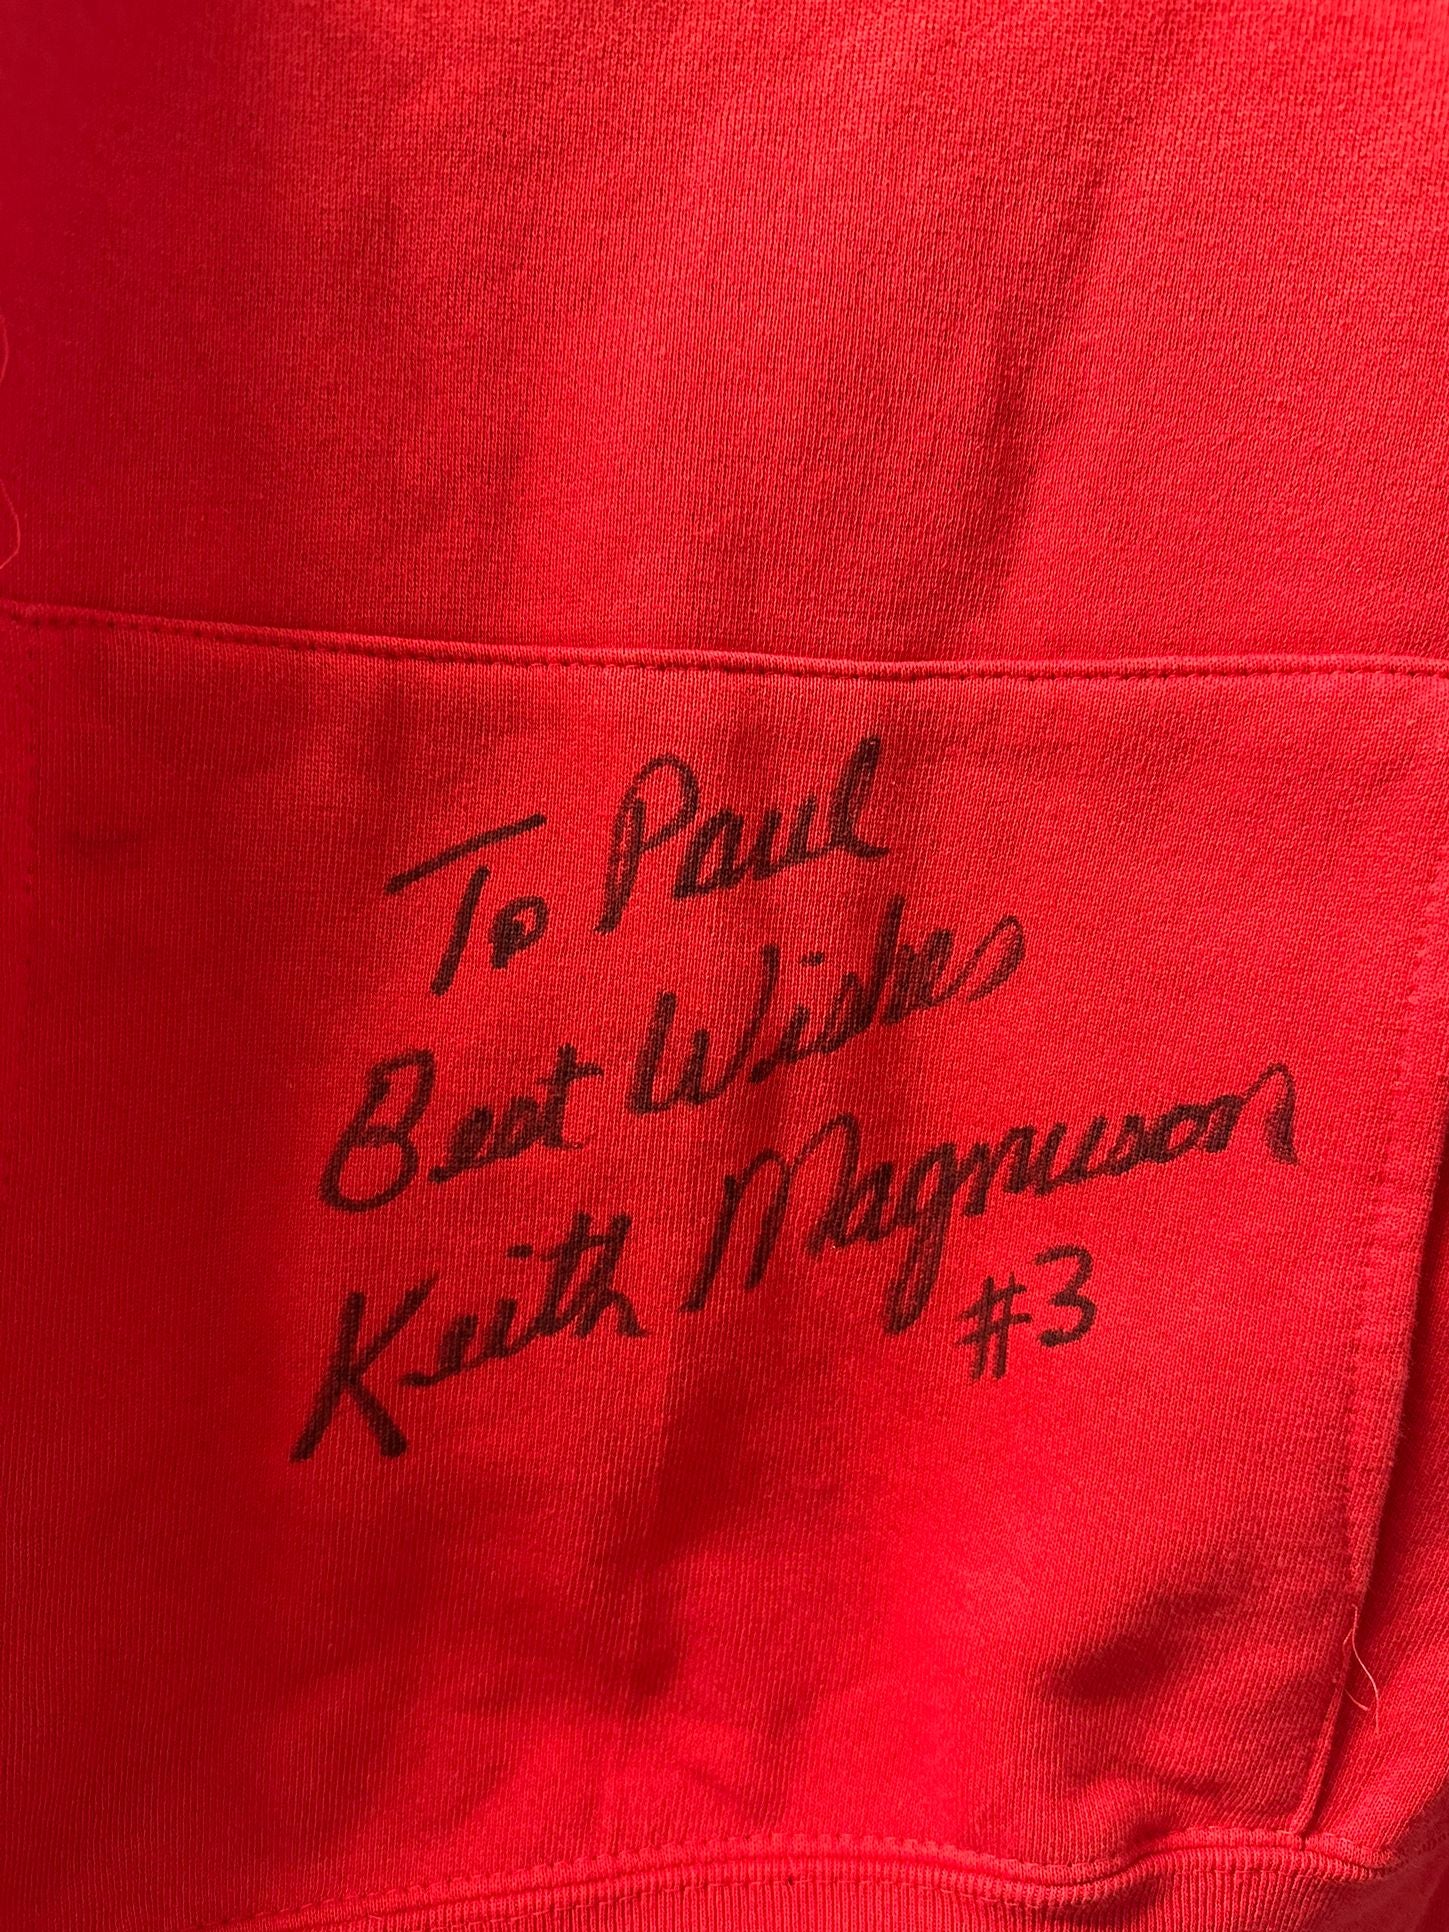 To Paul
Best Wishes
Keith Magnuson
#3